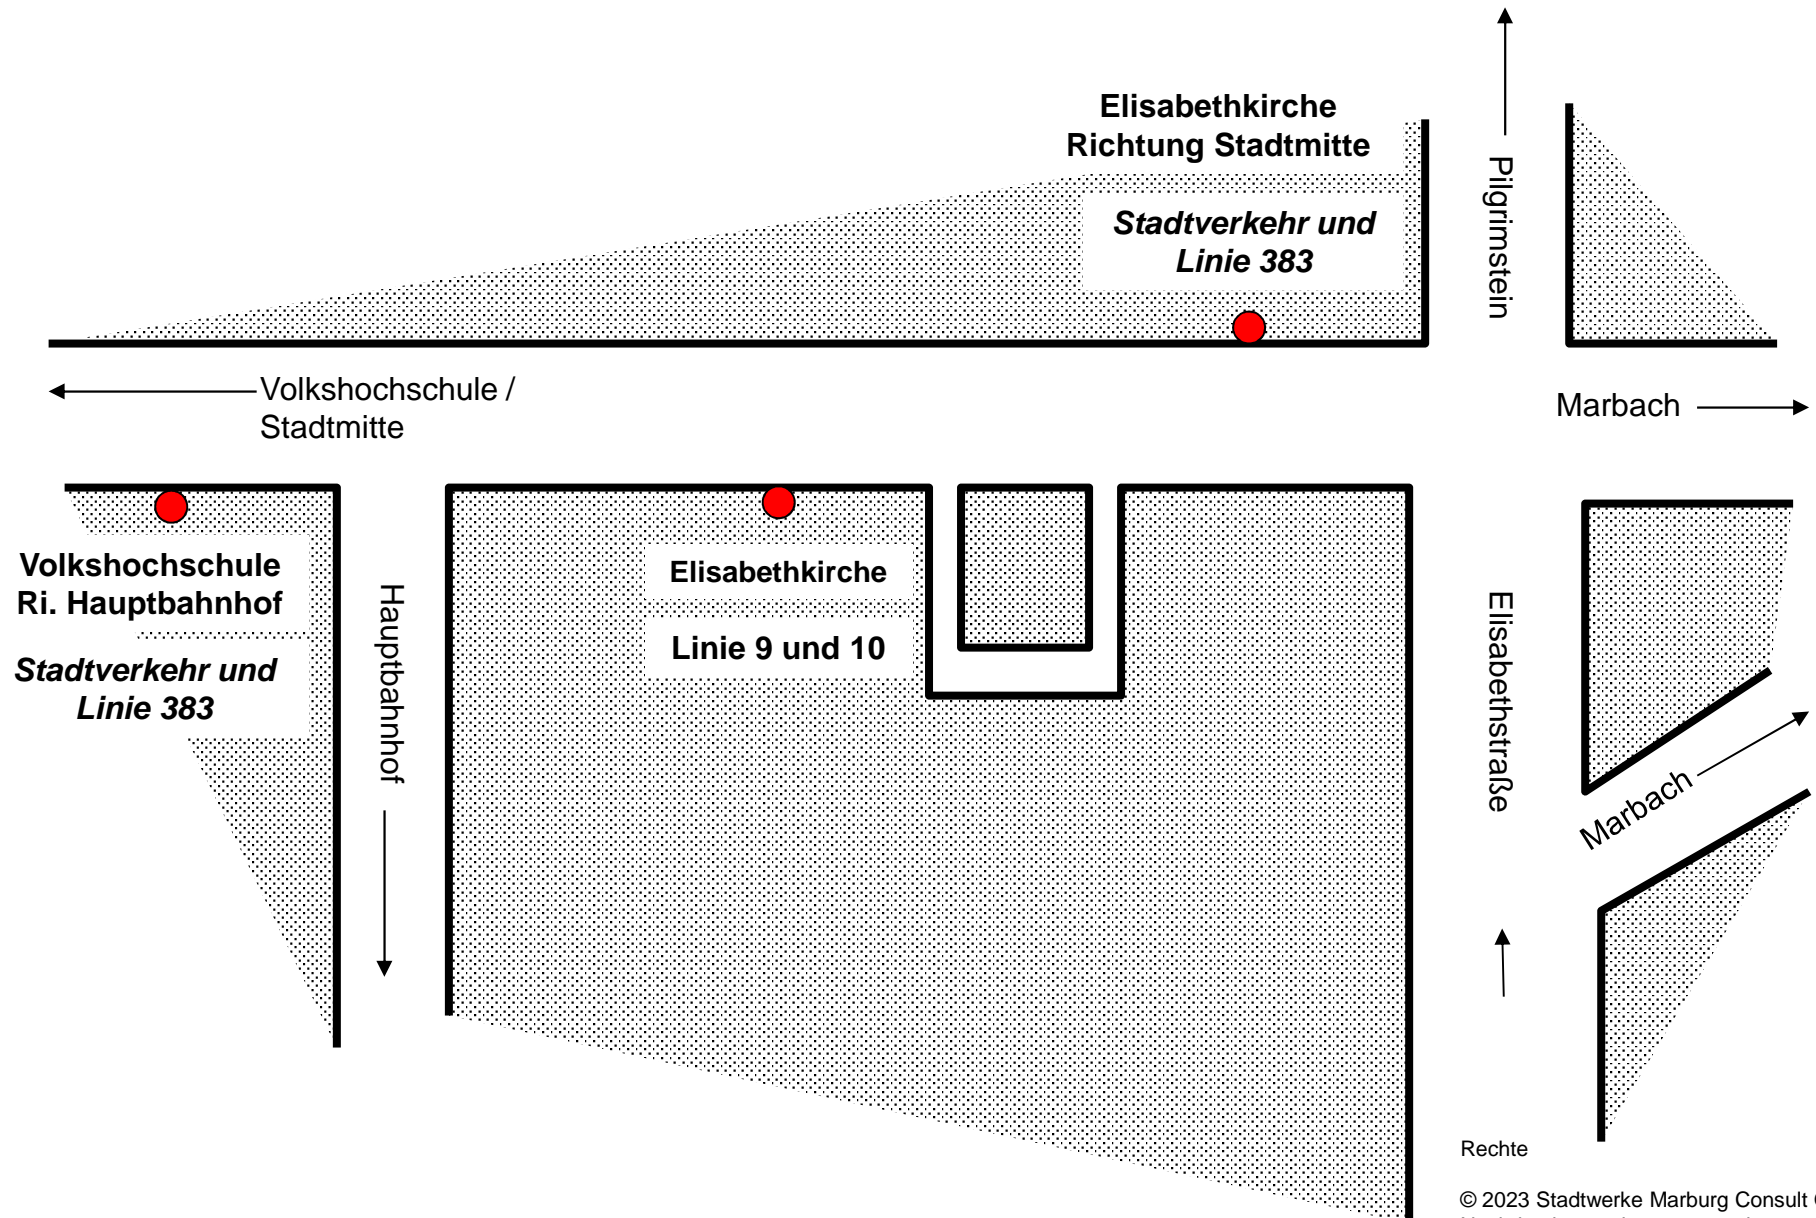 Elisabethkirche
Richtung Stadtmitte
Stadtverkehr und
Linie 383
Pilgrimstein
Volkshochschule /
Stadtmitte
Marbach
Volkshochschule
Ri. Hauptbahnhof
Stadtverkehr und
Linie 383
Hauptbahnhof
Elisabethkirche
Linie 9 und 10
Elisabethstraße
Marbach
Rechte
© 2023 Stadtwerke Marburg Consult